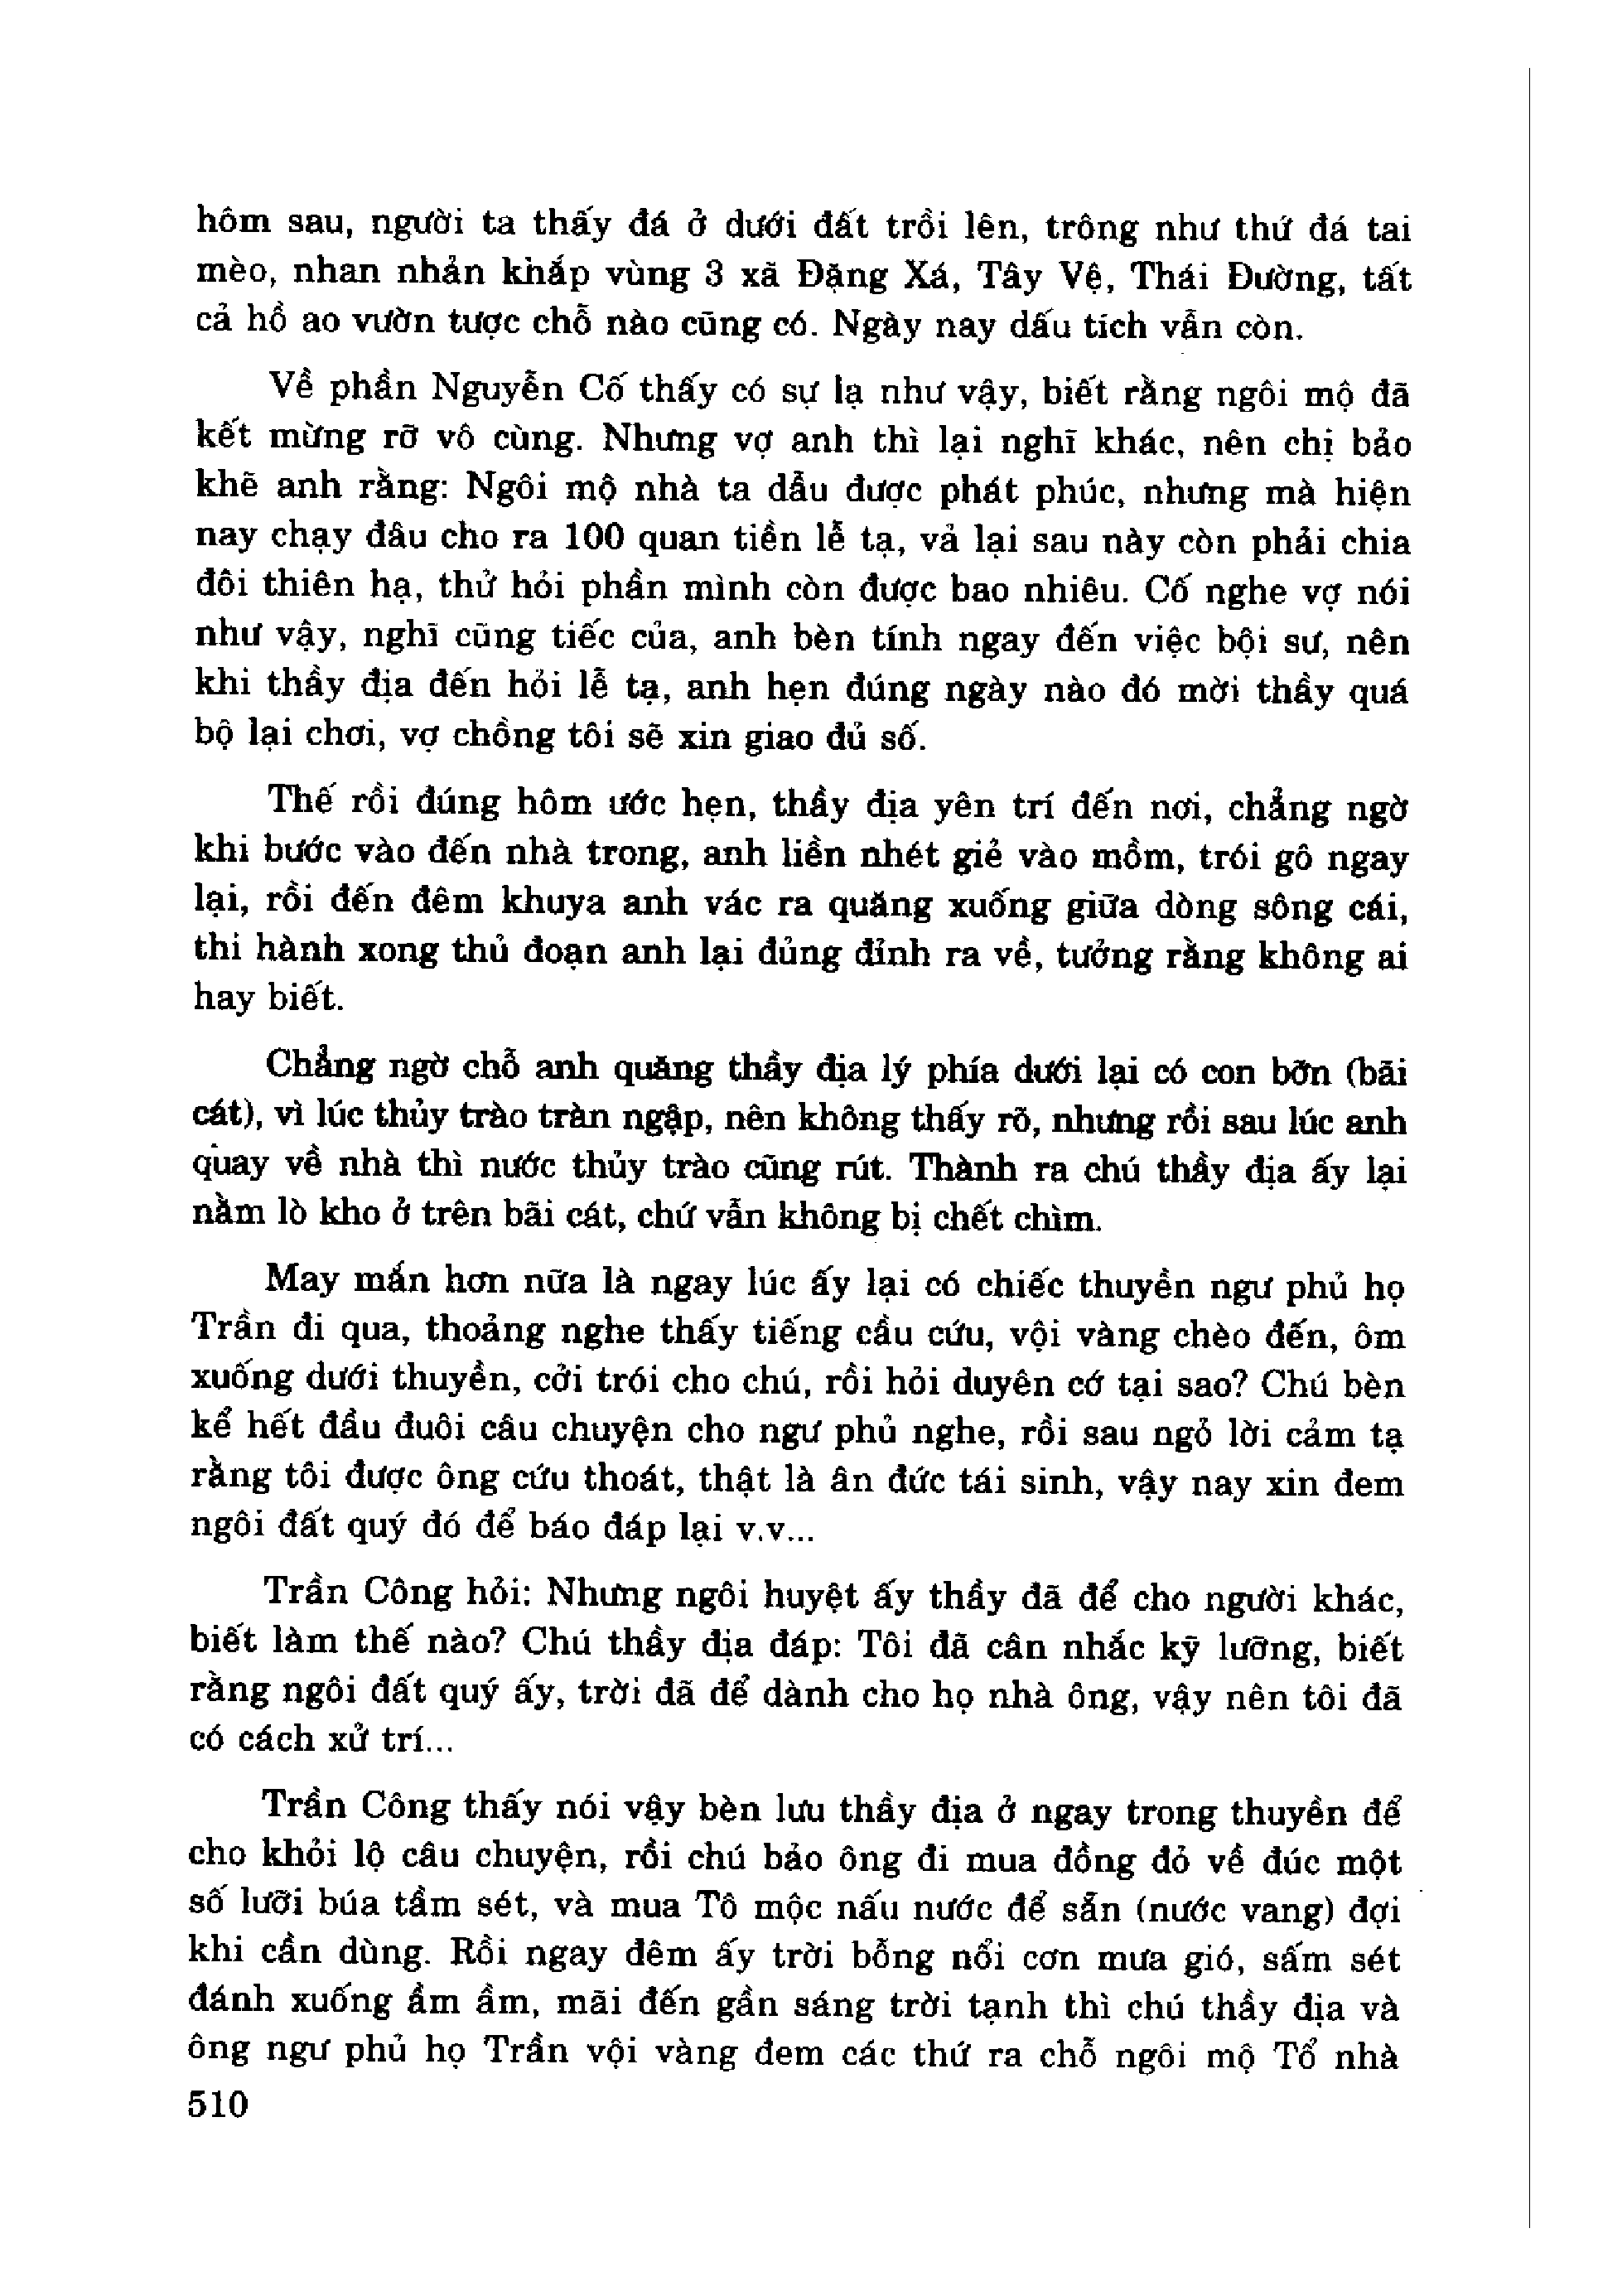 hôm sau, người ta thấy đá ở dưới đất trồi lên, trông như thứ đá tai
mèo, nhan nhản khắp vùng 3 xã Đặng Xá, Tây Vệ, Thái Đường, tất
cả hồ ao vườn tược chỗ nào cũng có. Ngày nay dấu tích vẫn còn.
Về phần Nguyễn Cố thấy có sự lạ như vậy, biết rằng ngôi mộ đã
kết mừng rỡ vô cùng. Nhưng vợ anh thì lại nghĩ khác, nên chị bảo
khẽ anh rằng: Ngôi mộ nhà ta dẫu được phát phúc, nhưng mà hiện
nay chạy đâu cho ra 100 quan tiền lễ tạ, vả lại sau này còn phải chia
đôi thiên hạ, thử hỏi phần mình còn được bao nhiêu. Cố nghe vợ nói
như vậy, nghĩ cũng tiếc của, anh bèn tính ngay đến việc bội sư, nên
khi thầy địa đến hỏi lễ tạ, anh hẹn đúng ngày nào đó mời thầy quá
bộ lại chơi, vợ chồng tôi sẽ xin giao đủ số.
Thế rồi đúng hôm ước hẹn, thầy địa yên trí đến nơi, chẳng ngờ
khi bước vào đến nhà trong, anh liền nhét giẻ vào mồm, trói gô ngay
lại, rồi đến đêm khuya anh vác ra quăng xuống giữa dòng sông cái,
thi hành xong thủ đoạn anh lại đủng đỉnh ra về, tưởng rằng không ai
hay biết.
Chẳng ngờ chỗ anh quăng thầy địa lý phía dưới lại có con bỡn (bãi
cát), vì lúc thủy trào tràn ngập, nên không thấy rõ, nhưng rồi sau lúc anh
quay về nhà thì nước thủy trào cũng rút. Thành ra chú thầy địa ấy lại
nằm lò kho ở trên bãi cát, chứ vẫn không bị chết chìm.
May mắn hơn nữa là ngay lúc ấy lại có chiếc thuyền ngư phủ họ
Trần đi qua, thoảng nghe thấy tiếng cầu cứu, vội vàng chèo đến, ôm
xuống dưới thuyền, cởi trói cho chú, rồi hỏi duyên cớ tại sao? Chú bèn
kể hết đầu đuôi câu chuyện cho ngư phủ nghe, rồi sau ngỏ lời cảm tạ
rằng tôi được ông cứu thoát, thật là ân đức tái sinh, vậy nay xin đem
ngôi đất quý đó để báo đáp lại v.v...
Trần Công hỏi: Nhưng ngôi huyệt ấy thầy đã để cho người khác,
biết làm thế nào? Chú thầy địa đáp: Tôi đã cân nhắc kỹ lưỡng, biết
rằng ngôi đất quý ấy, trời đã để dành cho họ nhà ông, vậy nên tôi đã
có cách xử trí...
Trần Công thấy nói vậy bèn lưu thầy địa ở ngay trong thuyền để
cho khỏi lộ câu chuyện, rồi chú bảo ông đi mua đồng đỏ về đúc một
số lưỡi búa tầm sét, và mua Tô mộc nấu nước để sẵn (nước vang) đợi
khi cần dùng. Rồi ngay đêm ấy trời bỗng nổi cơn mưa gió, sấm sét
đánh xuống ầm ầm, mãi đến gần sáng trời tạnh thì chú thầy địa và
ông ngư phủ họ Trần vội vàng đem các thứ ra chỗ ngôi mộ Tổ nhà
510